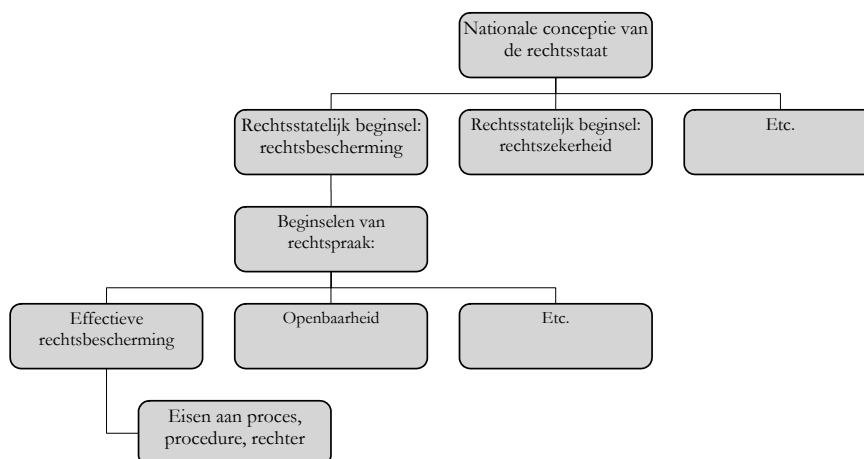 Nationale conceptie van
de rechtsstaat
Rechtsstatelijk beginsel:
rechtsbescherming
Rechtsstatelijk beginsel:
rechtszekerheid
Etc.
Beginselen van
rechtspraak:
Effectieve
rechtsbescherming
Openbaarheid
Etc.
Eisen aan proces,
procedure, rechter